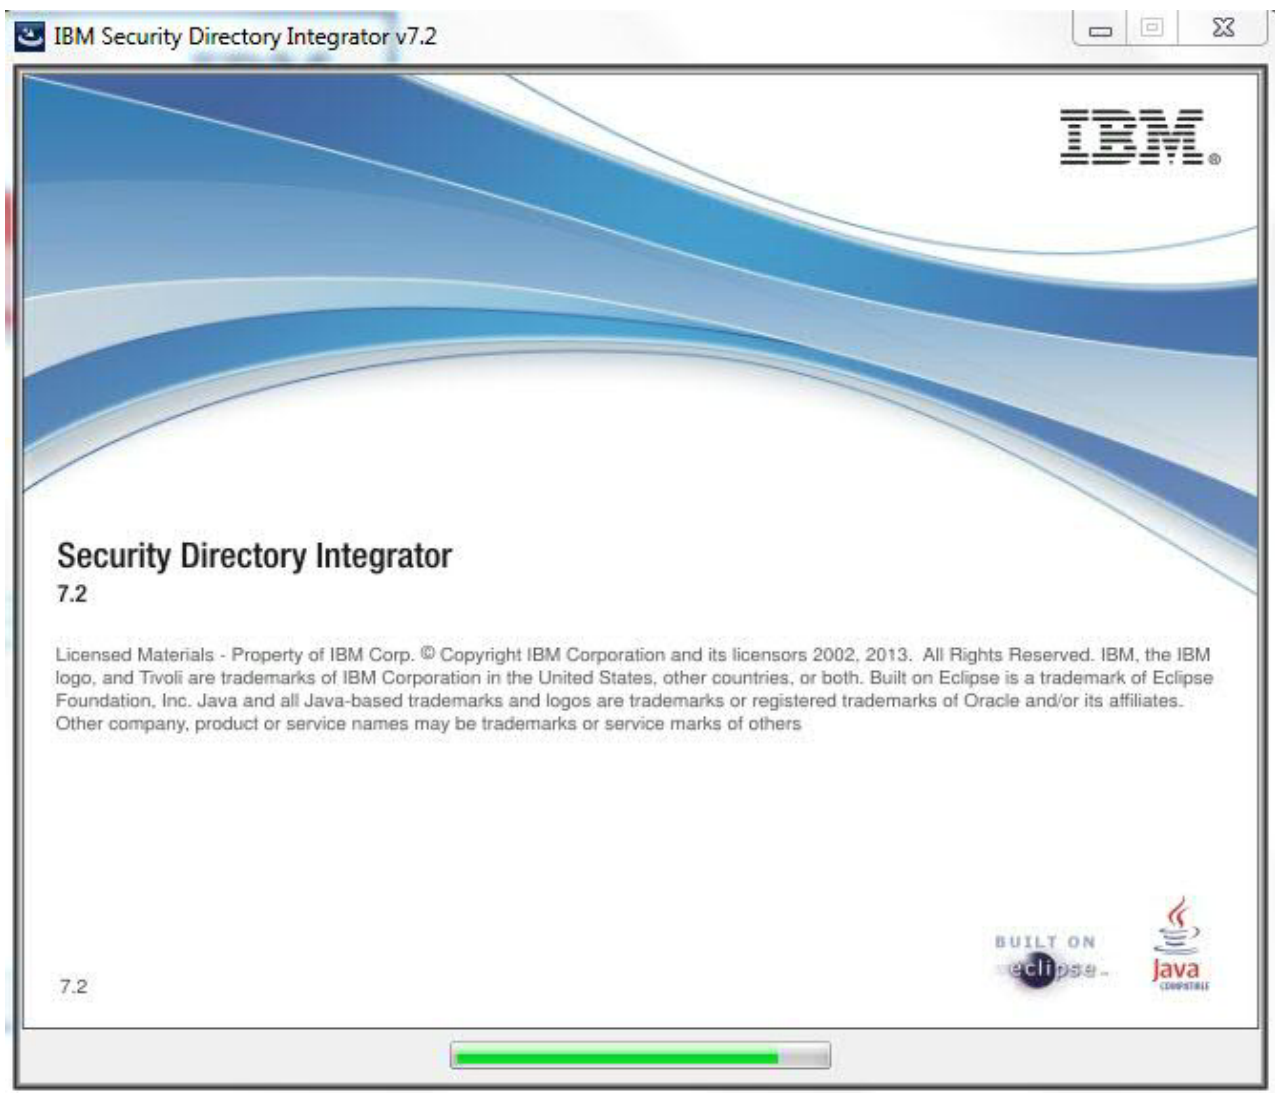 IBM Security Directory Integrator v7.2
IBM®
Security Directory Integrator
7.2
Licensed Materials - Property of IBM Corp. © Copyright IBM Corporation and its licensors 2002, 2013. All Rights Reserved. IBM, the IBM
logo, and Tivoli are trademarks of IBM Corporation in the United States, other countries, or both. Built on Eclipse is a trademark of Eclipse
Foundation, Inc. Java and all Java-based trademarks and logos are trademarks or registered trademarks of Oracle and/or its affiliates.
Other company, product or service names may be trademarks or service marks of others
BUILT ON
eclipse™
Java
COMPATIBLE
7.2